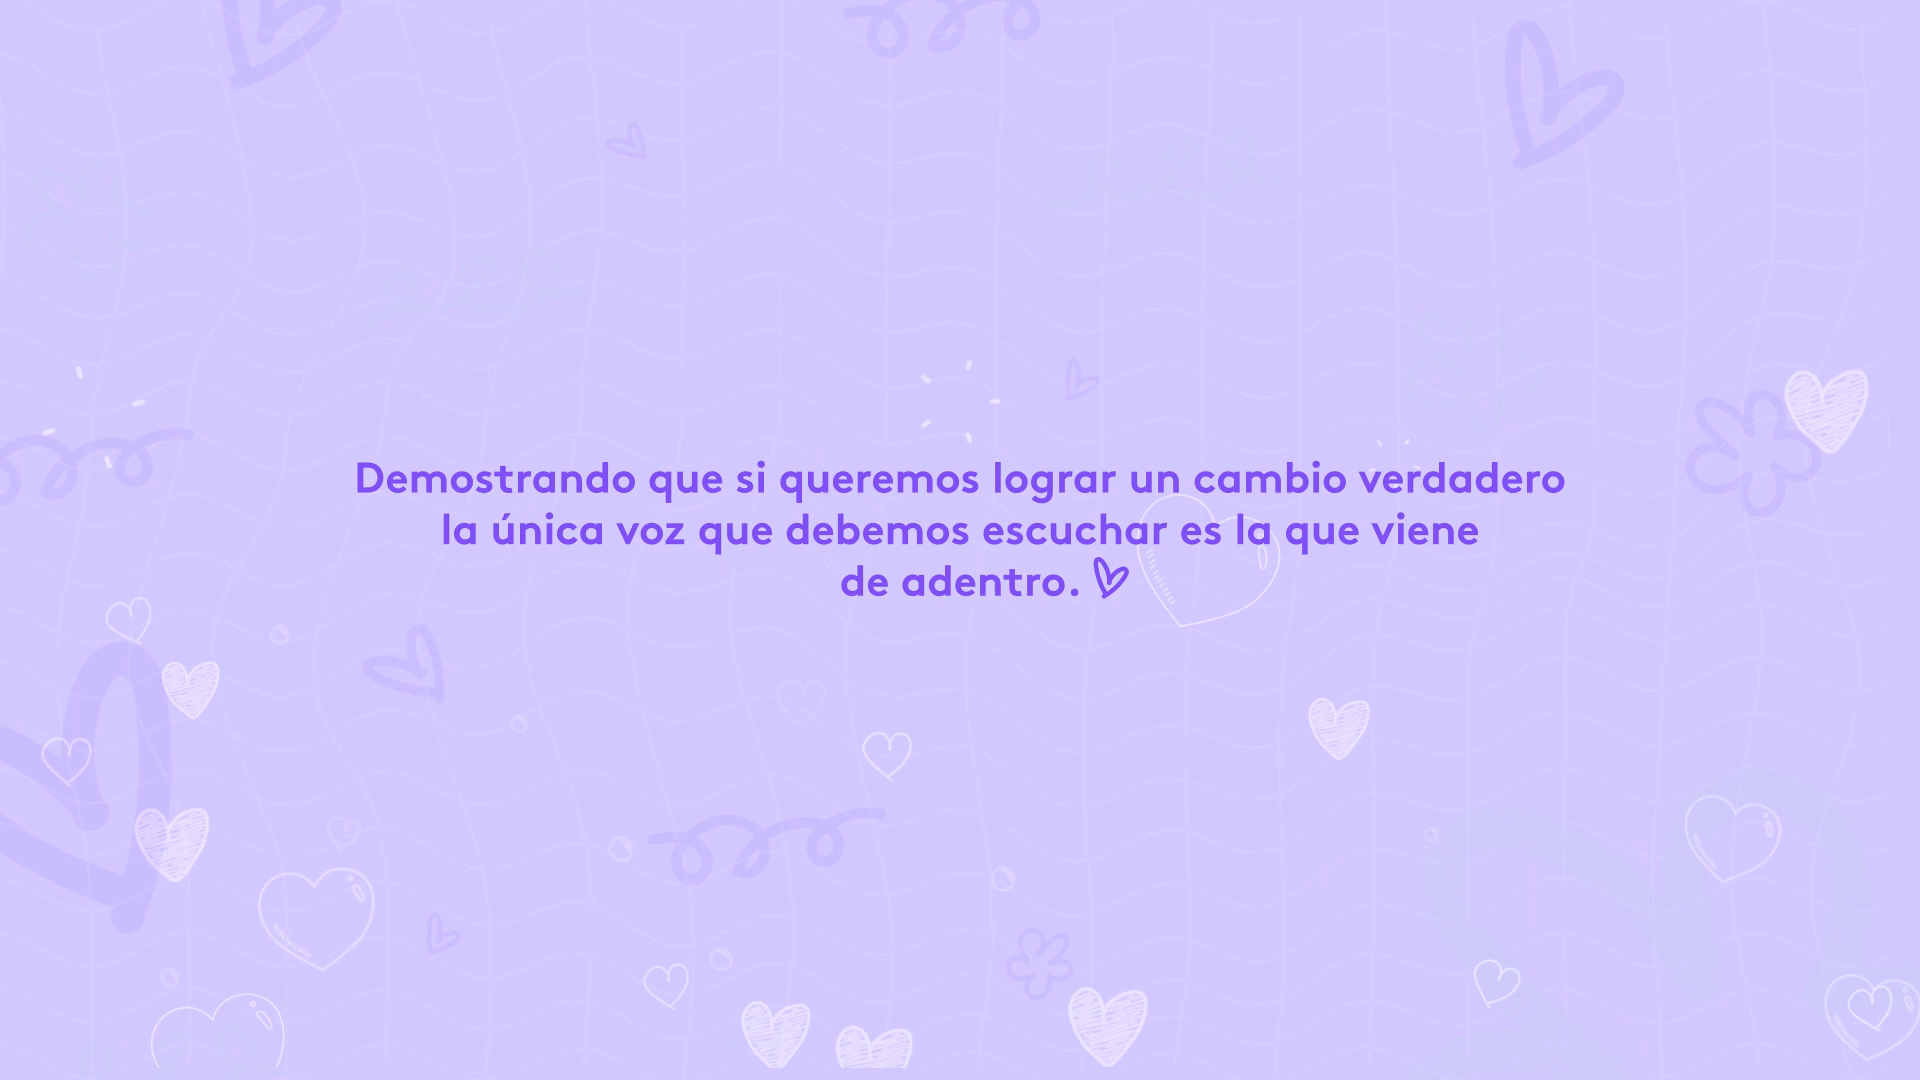 Demostrando que si queremos lograr un cambio verdadero
la única voz que debemos escuchar es la que viene
de adentro.